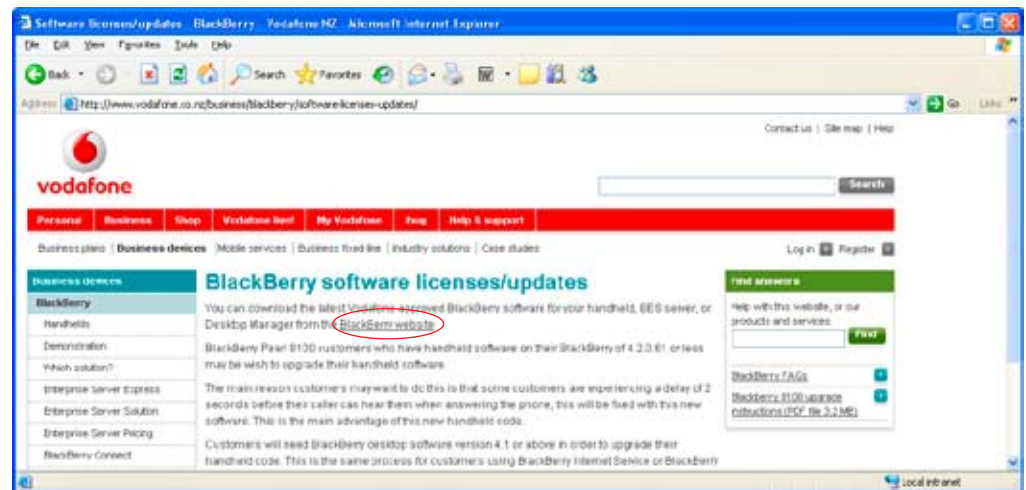 Software licenses/updates - BlackBerry - Vodafone NZ - Microsoft Internet Explorer
File Edit View Favorites Tools Help
Back Search Favorites
Address http://www.vodafone.co.nz/business/blackberry/software-licenses-updates/ Go Links
Contact us | Site map | Help
vodafone
Search
Personal Business Shop Vodafone live! My Vodafone Help & support
Business plans | Business devices | Mobile services | Business fixed line | Industry solutions | Case studies
Log in Register
Business devices
BlackBerry
Handhelds
Demonstration
Which solution?
Enterprise Server Express
Enterprise Server Solution
Enterprise Server Pricing
BlackBerry Connect
BlackBerry software licenses/updates
You can download the latest Vodafone approved BlackBerry software for your handheld, BES server, or
Desktop Manager from the BlackBerry website
BlackBerry Pearl 8100 customers who have handheld software on their BlackBerry of 4.2.0.61 or less
may be wish to upgrade their handheld software.
The main reason customers may want to do this is that some customers are experiencing a delay of 2
seconds before their caller can hear them when answering the phone, this will be fixed with this new
software. This is the main advantage of this new handheld code.
Customers will need BlackBerry desktop software version 4.1 or above in order to upgrade their
handheld code. This is the same process for customers using BlackBerry Internet Service or BlackBerry
Find answers
Help with this website, or our
products and services
Find
BlackBerry FAQs
Blackberry 8100 upgrade
instructions (PDF file 3.2 MB)
Local intranet